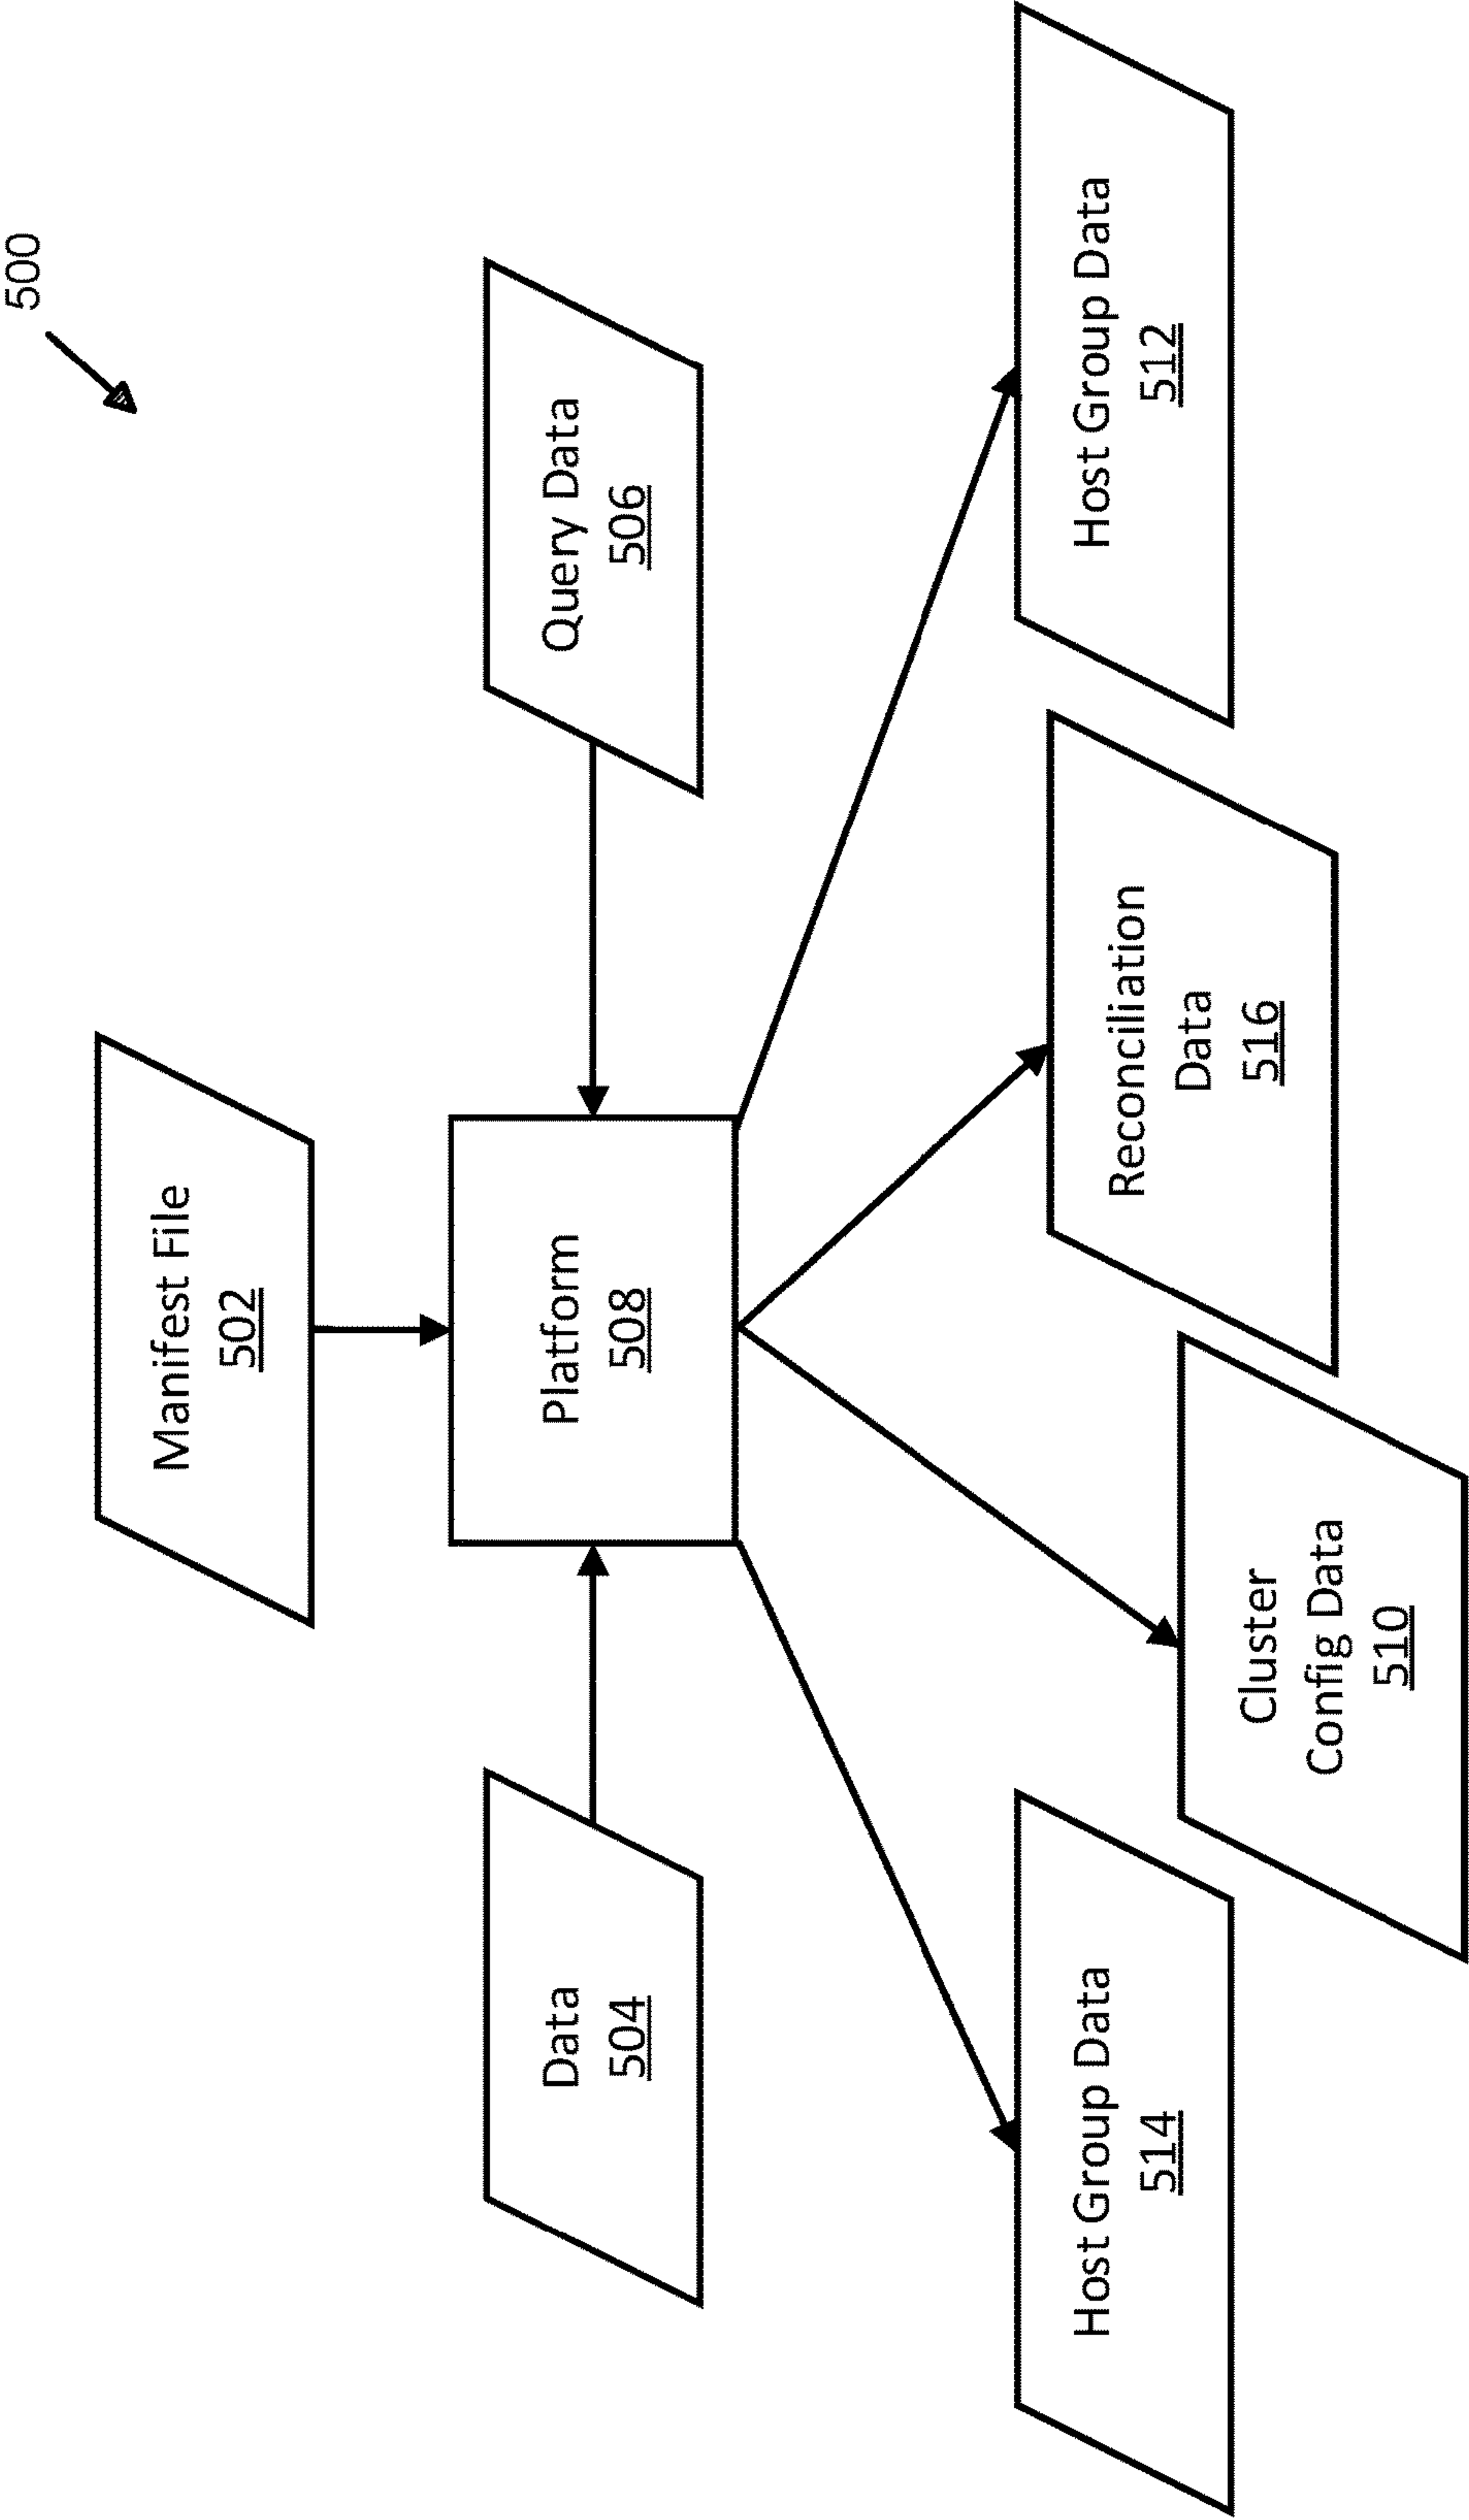 500
Manifest File
502
Data
504
Platform
508
Query Data
506
Host Group Data
514
Cluster
Config Data
510
Reconciliation
Data
516
Host Group Data
512